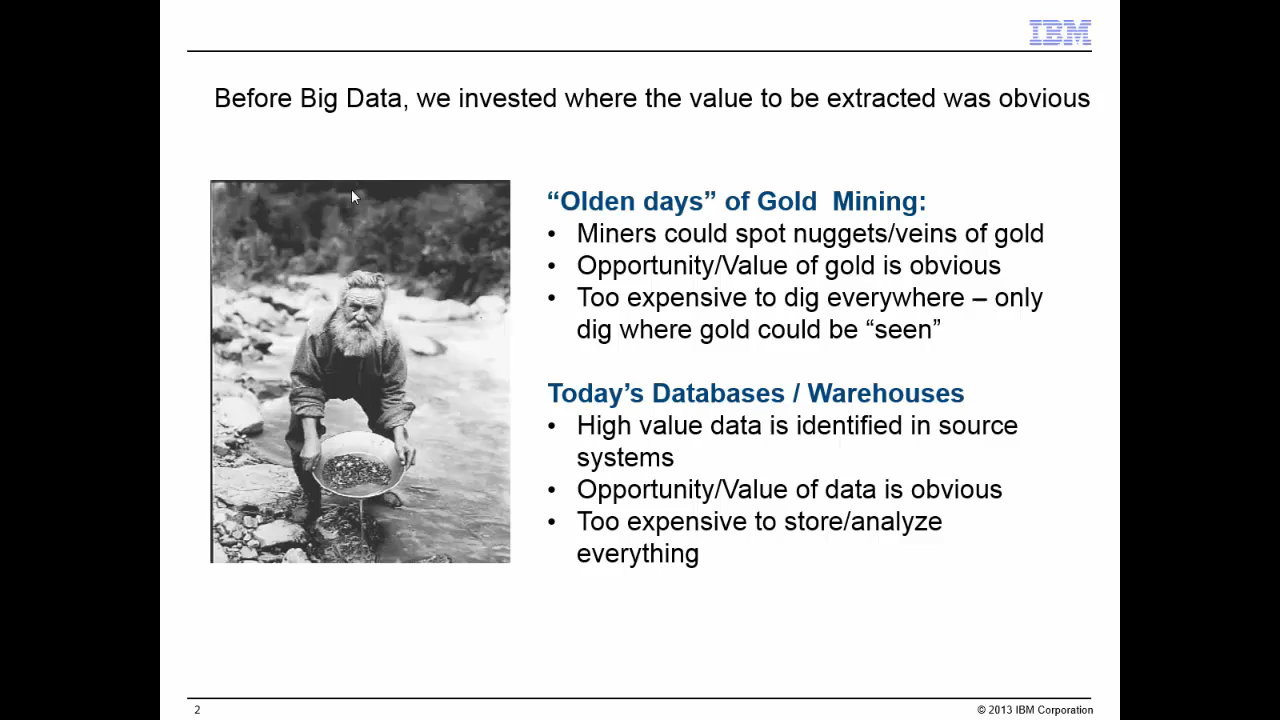 IBM
Before Big Data, we invested where the value to be extracted was obvious
“Olden days” of Gold  Mining:
• Miners could spot nuggets/veins of gold
• Opportunity/Value of gold is obvious
• Too expensive to dig everywhere – only
dig where gold could be “seen”
Today’s Databases / Warehouses
• High value data is identified in source
systems
• Opportunity/Value of data is obvious
• Too expensive to store/analyze
everything
2
© 2013 IBM Corporation